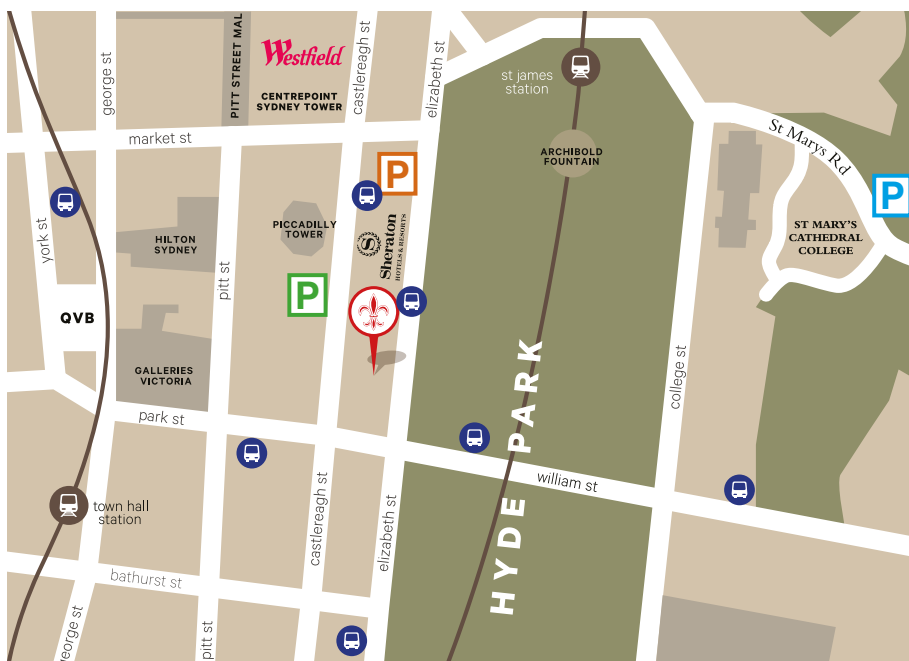 george st
PITT STREET MAL
Westfield
CENTREPOINT
SYDNEY TOWER
castlereagh st
elizabeth st
st james
station
market st
P
ARCHIBOLD
FOUNTAIN
St Marys Rd
P
york st
HILTON
SYDNEY
pitt st
PICCADILLY
TOWER
S
Sheraton
HOTELS & RESORTS
ST MARY'S
CATHEDRAL
COLLEGE
P
QVB
GALLERIES
VICTORIA
HYDE PARK
college st
park st
william st
town hall
station
castlereagh st
elizabeth st
bathurst st
george st
pitt st